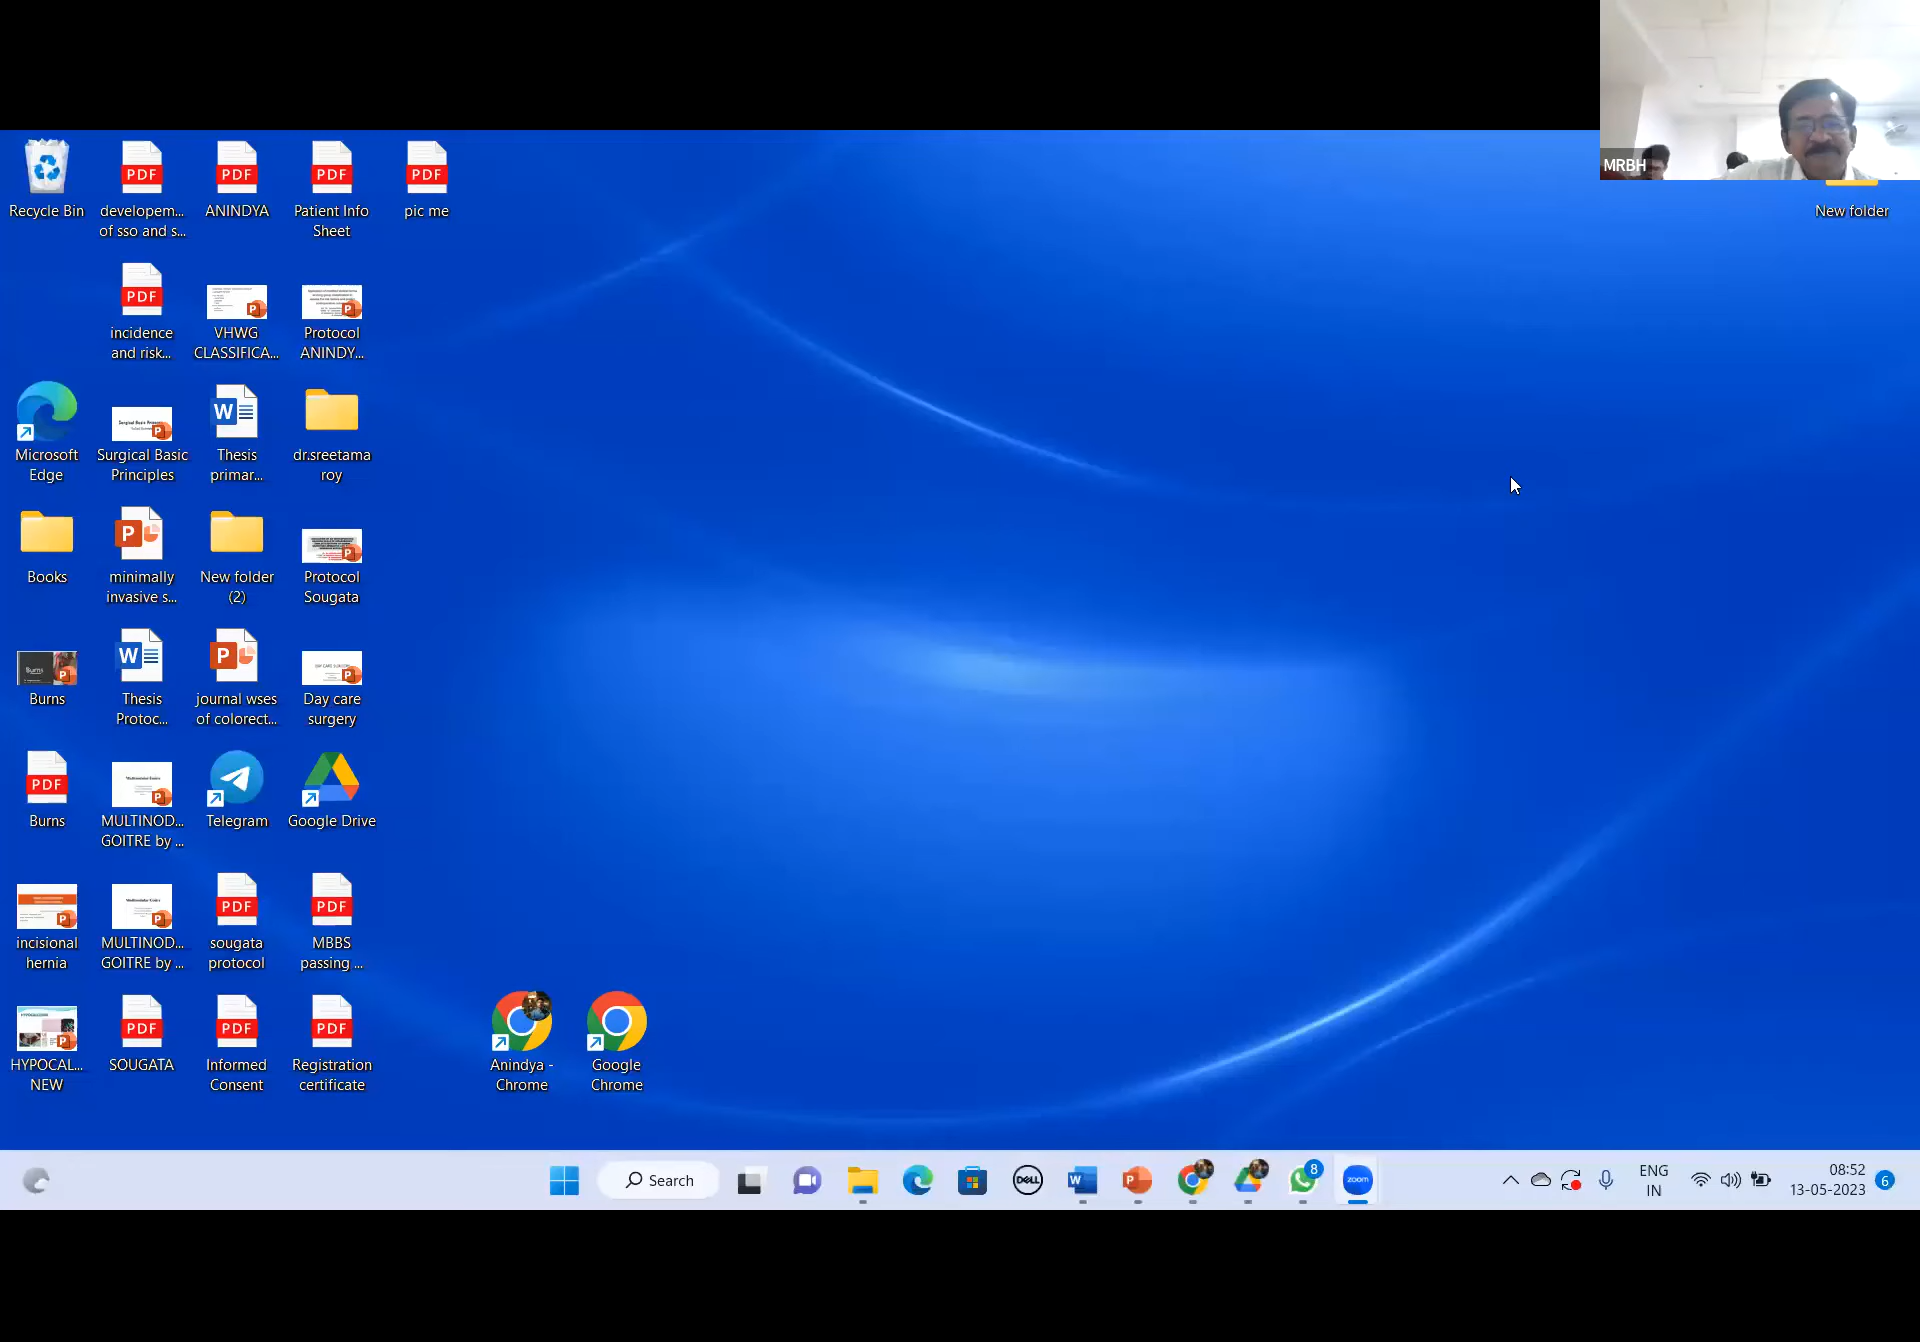 MRBH
Recycle Bin
developem...
of sso and s...
ANINDYA
Patient Info
Sheet
pic me
New folder
incidence
and risk...
VHWG
CLASSIFICA...
Protocol
ANINDY...
Microsoft
Edge
Surgical Basic
Principles
Thesis
primar...
dr.sreetama
roy
Books
minimally
invasive s...
New folder
(2)
Protocol
Sougata
Burns
Thesis
Protoc...
journal wses
of colorect...
Day care
surgery
Burns
MULTINOD...
GOITRE by ...
Telegram
Google Drive
incisional
hernia
MULTINOD...
GOITRE by ...
sougata
protocol
MBBS
passing ...
HYPOCAL...
NEW
SOUGATA
Informed
Consent
Registration
certificate
Anindya -
Chrome
Google
Chrome
Search
DELL
8
zoom
ENG
IN
08:52
13-05-2023
6